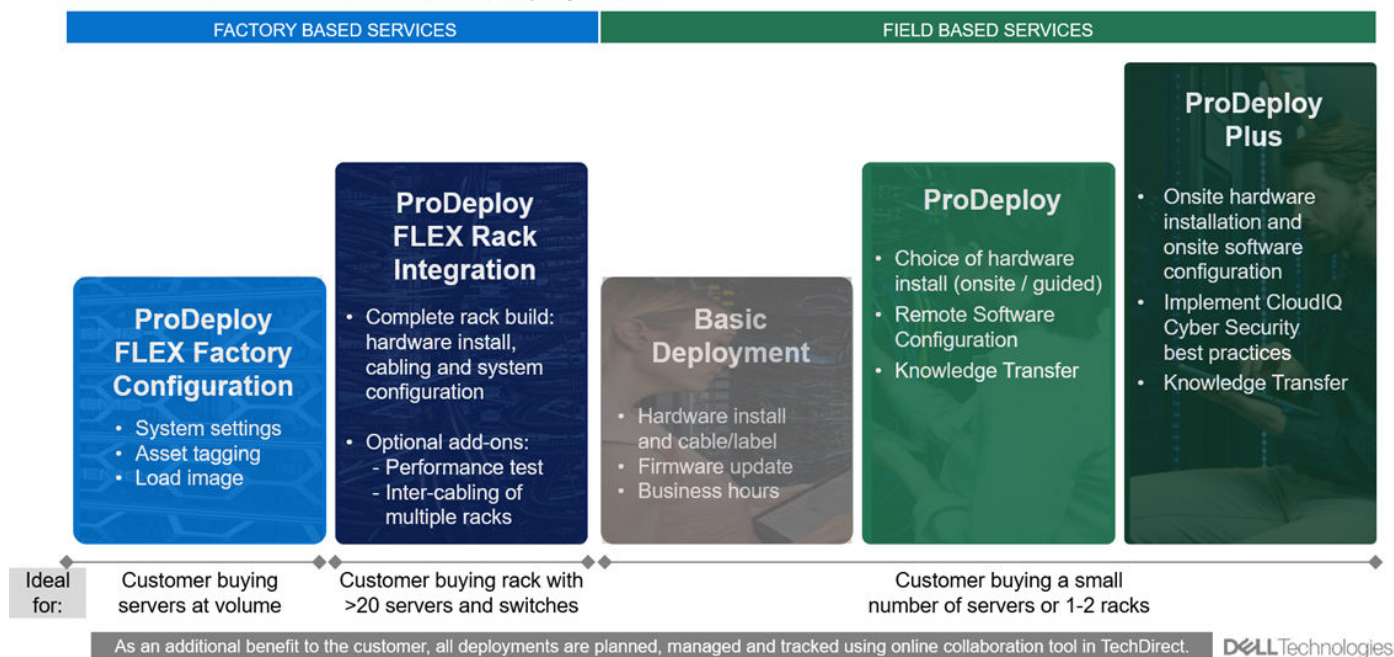 FACTORY BASED SERVICES
FIELD BASED SERVICES
ProDeploy
FLEX Factory
Configuration
• System settings
• Asset tagging
• Load image
ProDeploy
FLEX Rack
Integration
• Complete rack build:
hardware install,
cabling and system
configuration
• Optional add-ons:
- Performance test
- Inter-cabling of
multiple racks
Basic
Deployment
• Hardware install
and cable/label
• Firmware update
• Business hours
ProDeploy
• Choice of hardware
install (onsite / guided)
• Remote Software
Configuration
• Knowledge Transfer
ProDeploy
Plus
• Onsite hardware
installation and
onsite software
configuration
• Implement CloudIQ
Cyber Security
best practices
• Knowledge Transfer
Ideal
for:
Customer buying
servers at volume
Customer buying rack with
>20 servers and switches
Customer buying a small
number of servers or 1-2 racks
As an additional benefit to the customer, all deployments are planned, managed and tracked using online collaboration tool in TechDirect.
DELL Technologies